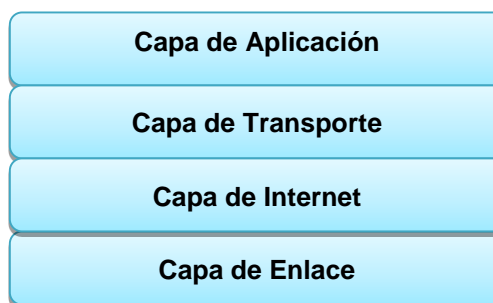 Capa de Aplicación
Capa de Transporte
Capa de Internet
Capa de Enlace